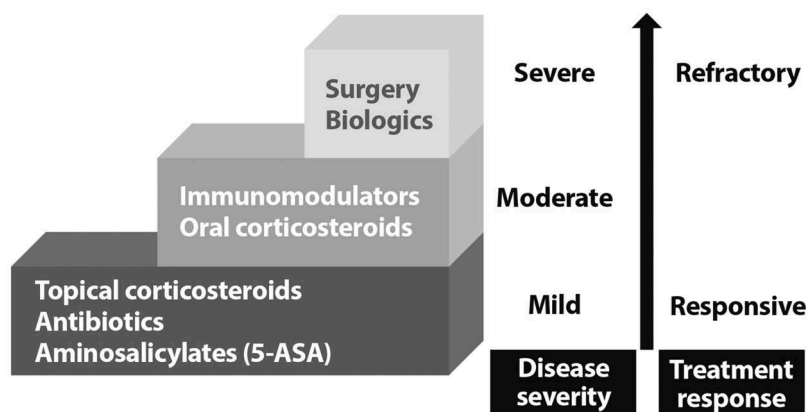 Surgery
Biologics
Immunomodulators
Oral corticosteroids
Topical corticosteroids
Antibiotics
Aminosalicylates (5-ASA)
Severe
Moderate
Mild
Disease
severity
Refractory
Responsive
Treatment
response